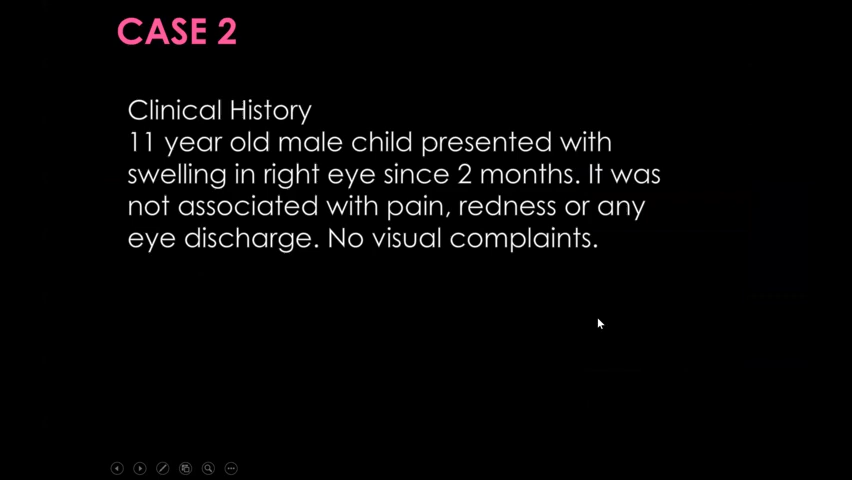 CASE 2
Clinical History
11 year old male child presented with
swelling in right eye since 2 months. It was
not associated with pain, redness or any
eye discharge. No visual complaints.